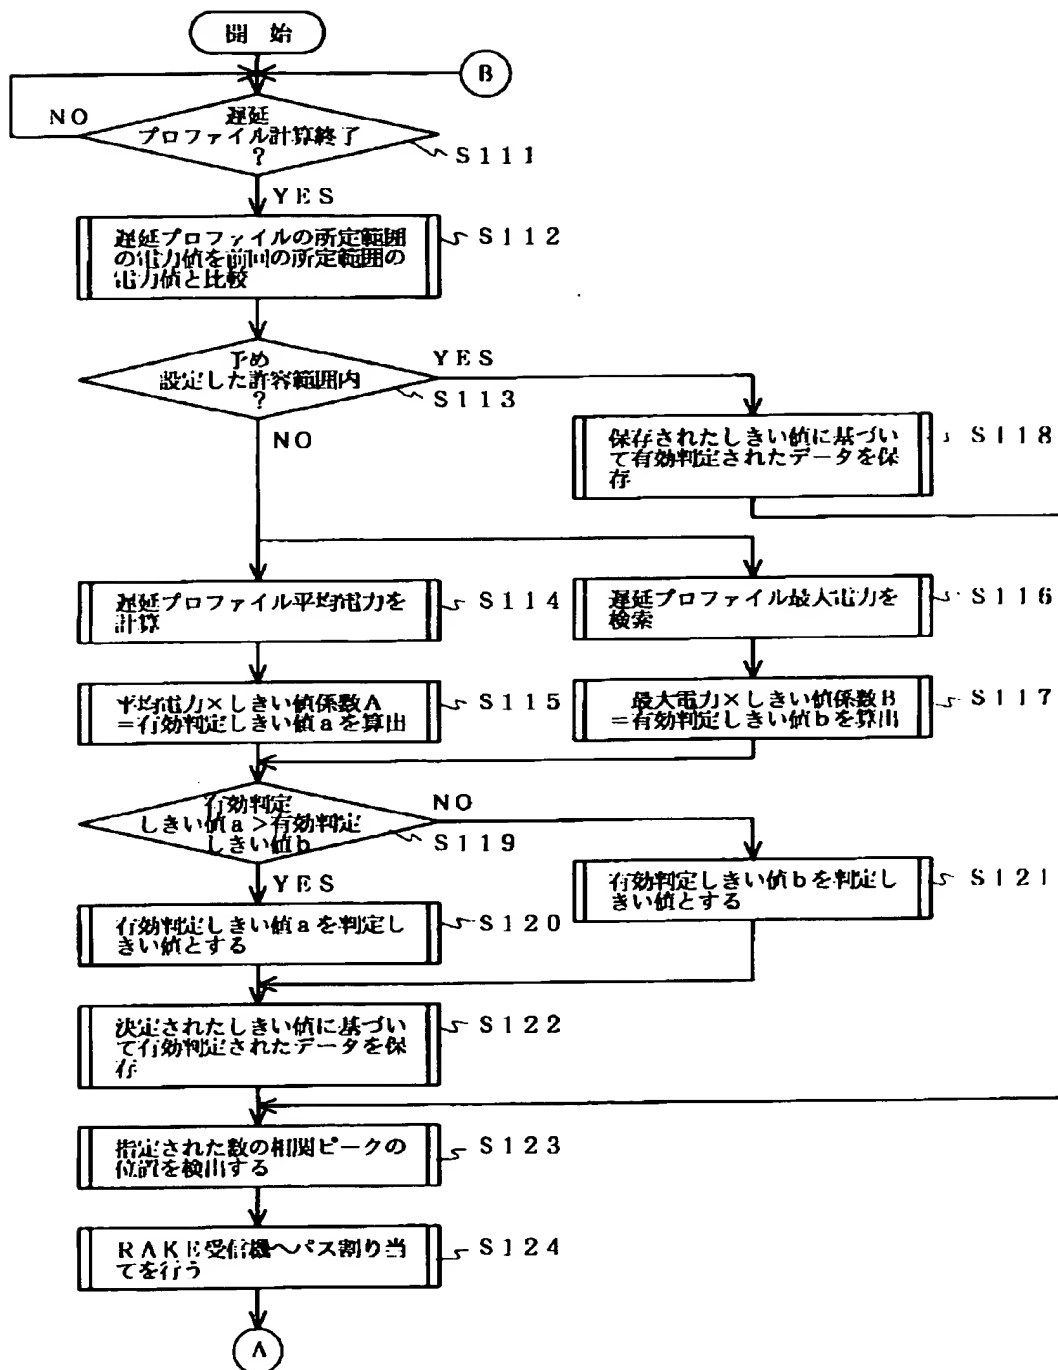 開　始
B
NO
遅延
プロファイル計算終了
?
S111
YES
遅延プロファイルの所定範囲
の電力値を前回の所定範囲の
電力値と比較
S112
予め
設定した許容範囲内
?
YES
S113
NO
保存されたしきい値に基づい
て有効判定されたデータを保
存
S118
遅延プロファイル平均電力を
計算
S114
遅延プロファイル最大電力を
検索
S116
平均電力×しきい値係数A
=有効判定しきい値aを算出
S115
最大電力×しきい値係数B
=有効判定しきい値bを算出
S117
有効判定
しきい値a>有効判定
しきい値b
NO
S119
YES
有効判定しきい値aを判定し
きい値とする
S120
有効判定しきい値bを判定し
きい値とする
S121
決定されたしきい値に基づい
て有効判定されたデータを保
存
S122
指定された数の相関ピークの
位置を検出する
S123
RAKE受信機へパス割り当
てを行う
S124
A